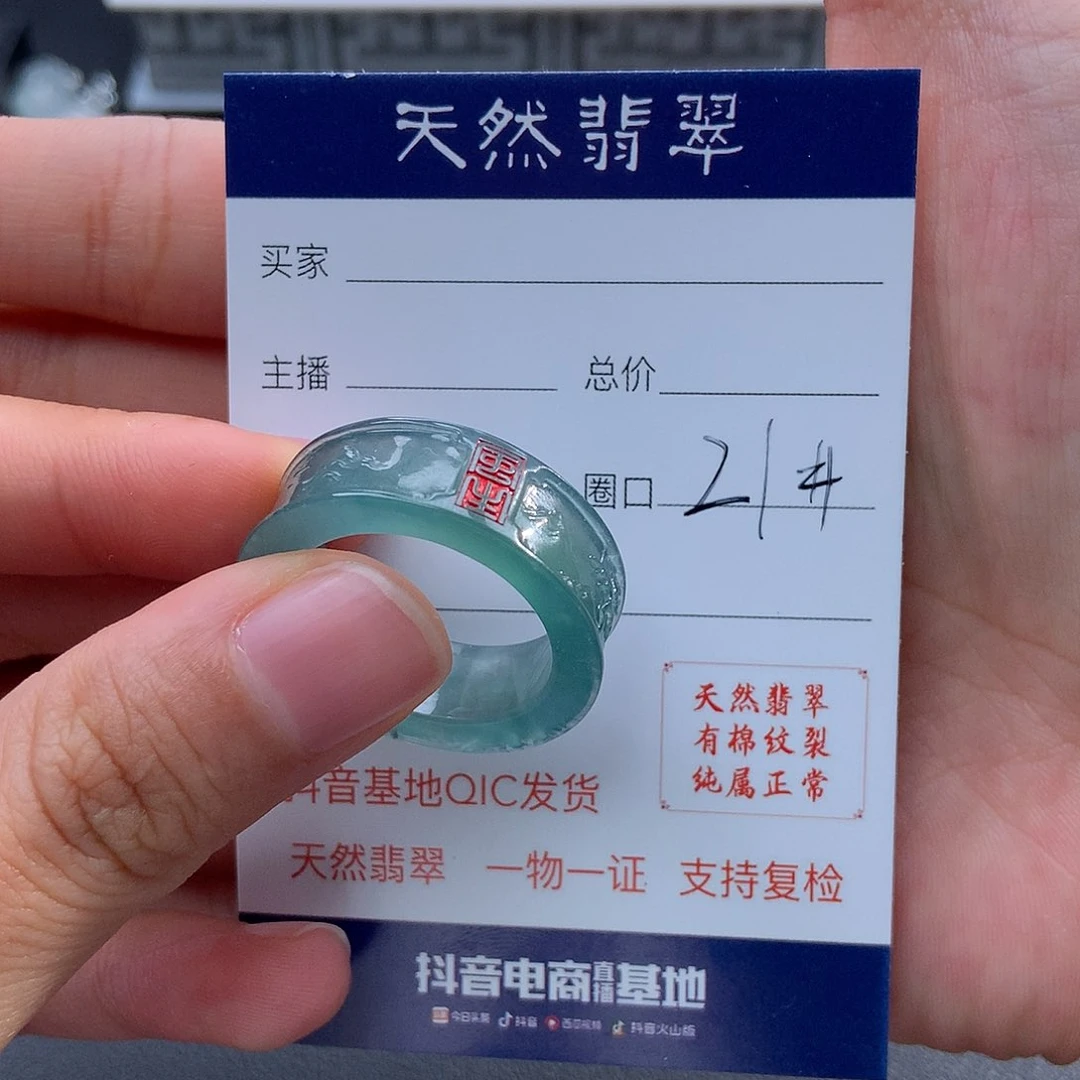 天然翡翠
买家
主播 总价
圈口 21#
天然翡翠
有棉纹裂
纯属正常
抖音基地QIC发货
天然翡翠 一物一证 支持复检
抖音电商直播基地
今日头条 抖音 西瓜视频 抖音火山版